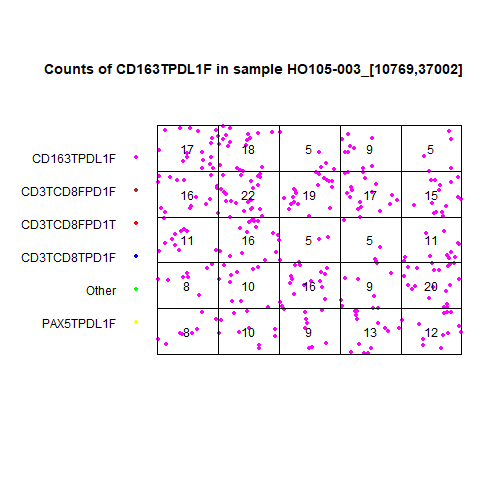 Counts of CD163TPDL1F in sample HO105-003_[10769,37002]
CD163TPDL1F
CD3TCD8FPD1F
CD3TCD8FPD1T
CD3TCD8TPD1F
Other
PAX5TPDL1F
17 18 5 9 5
16 22 19 17 15
11 16 5 5 11
8 10 16 9 20
8 10 9 13 12